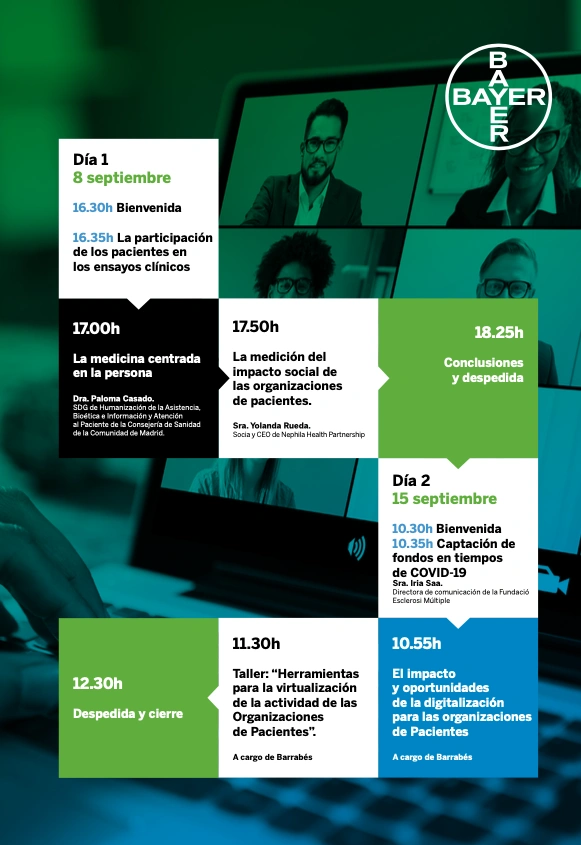 BAYER
BAYER
Día 1
8 septiembre
16.30h Bienvenida
16.35h La participación
de los pacientes en
los ensayos clínicos
17.00h
La medicina centrada
en la persona
Dra. Paloma Casado.
SDG de Humanización de la Asistencia,
Bioética e Información y Atención
al Paciente de la Consejería de Sanidad
de la Comunidad de Madrid.
17.50h
La medición del
impacto social de
las organizaciones
de pacientes.
Sra. Yolanda Rueda.
Socia y CEO de Nephila Health Partnership
18.25h
Conclusiones
y despedida
Día 2
15 septiembre
10.30h Bienvenida
10.35h Captación de
fondos en tiempos
de COVID-19
Sra. Iria Saa.
Directora de comunicación de la Fundació
Esclerosi Múltiple
10.55h
El impacto
y oportunidades
de la digitalización
para las organizaciones
de Pacientes
A cargo de Barrabés
11.30h
Taller: “Herramientas
para la virtualización
de la actividad de las
Organizaciones
de Pacientes”.
A cargo de Barrabés
12.30h
Despedida y cierre